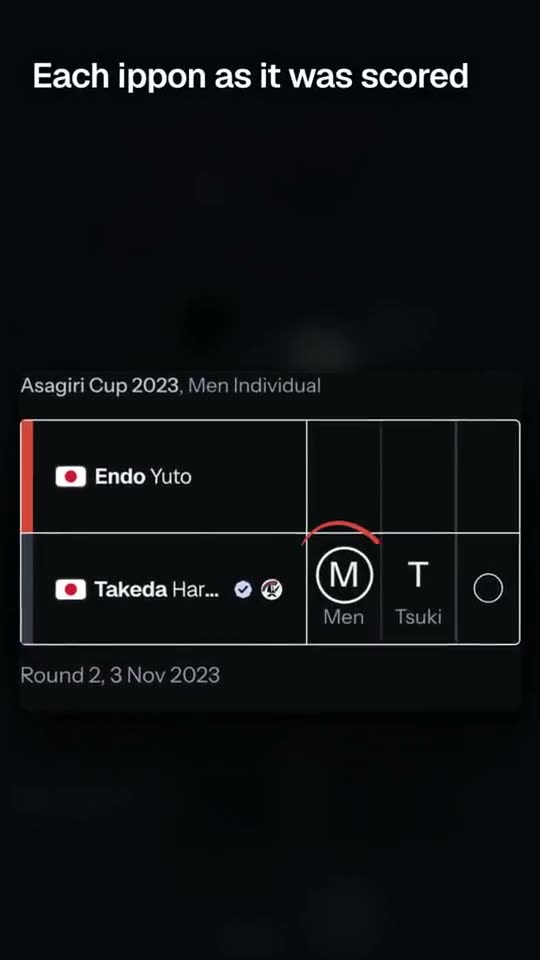 Each ippon as it was scored
Asagiri Cup 2023, Men Individual
Endo Yuto
Takeda Har...
M
T
Men
Tsuki
Round 2, 3 Nov 2023